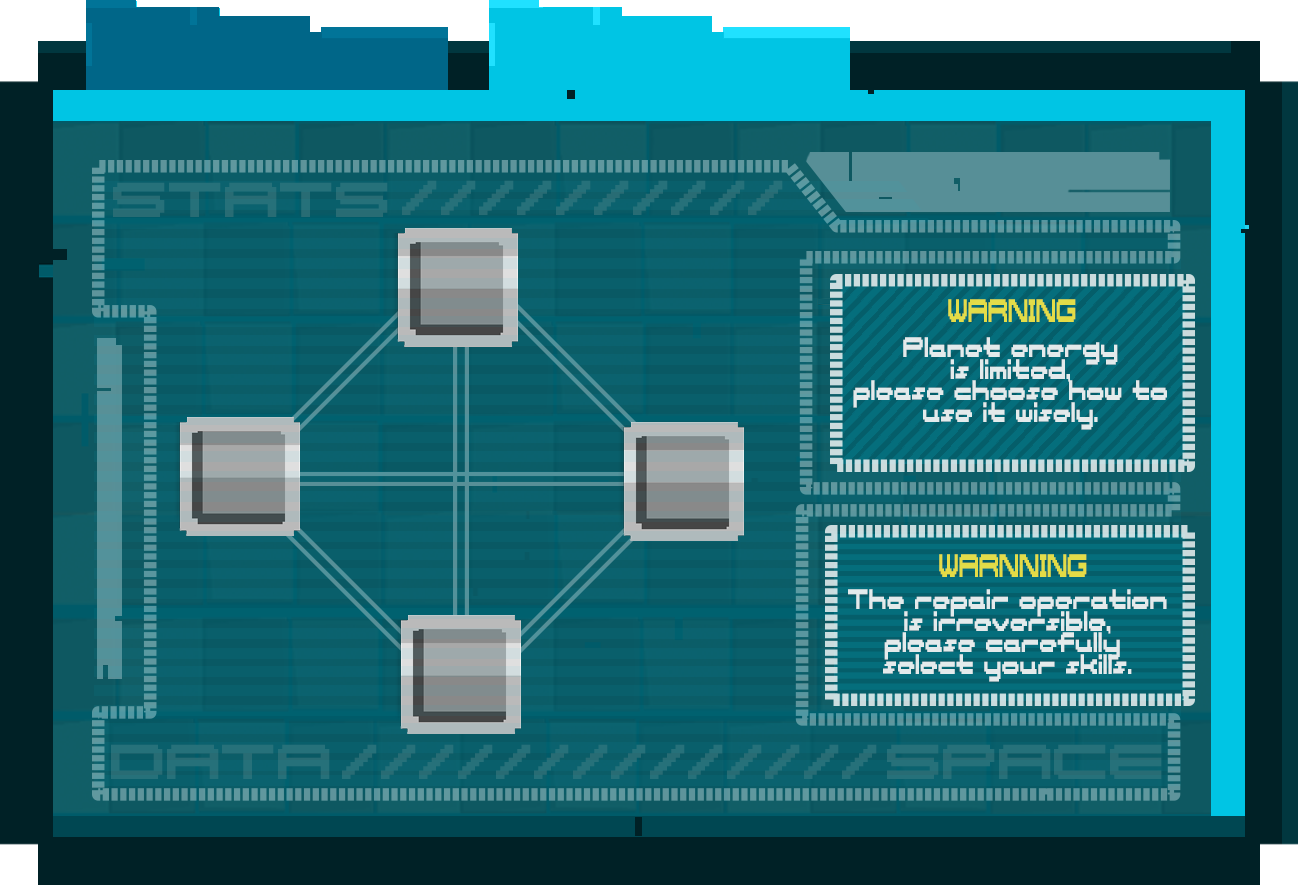 STATS //////////
WARNING
Planet energy
is limited,
please choose how to
use it wisely.
WARNNING
The repair operation
is irreversible,
please carefully
select your skills.
DATA////////////// SPACE